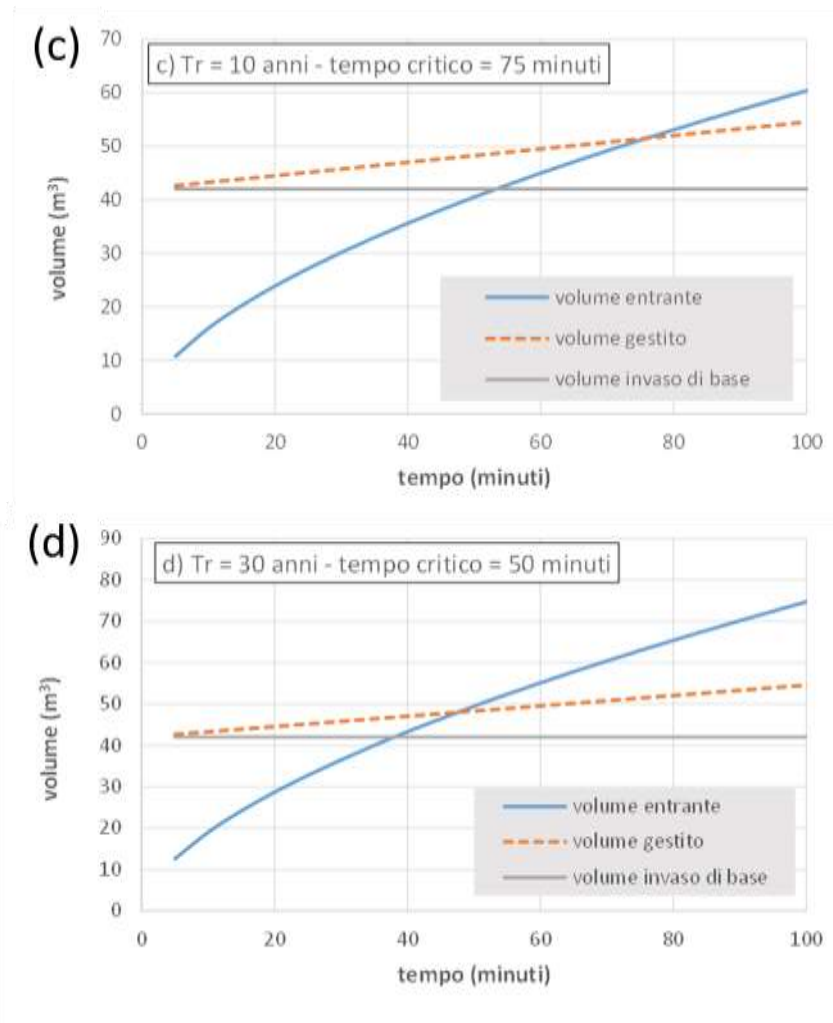 (c)
c) Tr = 10 anni - tempo critico = 75 minuti
70
60
50
40
30
20
10
0
volume (m³)
volume entrante
volume gestito
volume invaso di base
0 20 40 60 80 100
tempo (minuti)
(d)
d) Tr = 30 anni - tempo critico = 50 minuti
90
80
70
60
50
40
30
20
10
0
volume (m³)
volume entrante
volume gestito
volume invaso di base
0 20 40 60 80 100
tempo (minuti)